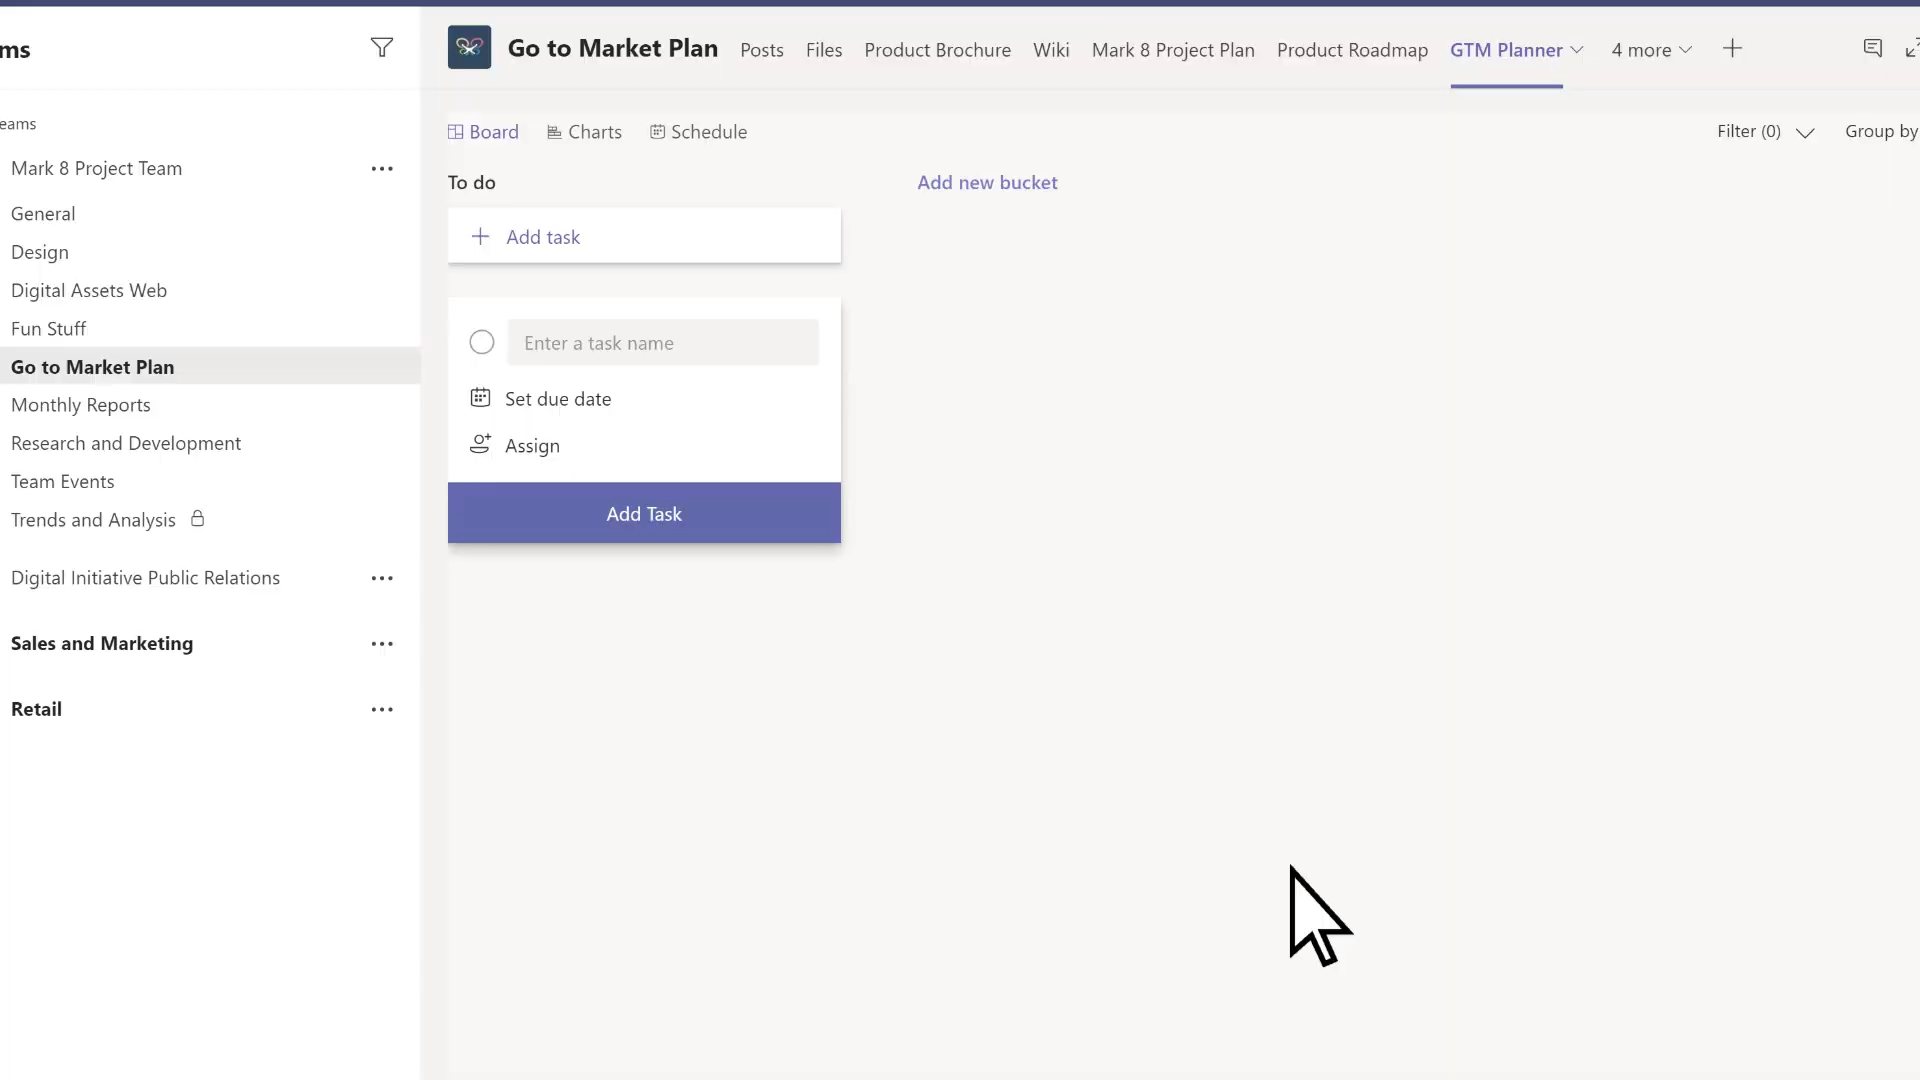 ms
eams
Mark 8 Project Team
General
Design
Digital Assets Web
Fun Stuff
Go to Market Plan
Monthly Reports
Research and Development
Team Events
Trends and Analysis
Digital Initiative Public Relations
Sales and Marketing
Retail
Go to Market Plan Posts Files Product Brochure Wiki Mark 8 Project Plan Product Roadmap GTM Planner 4 more
Board Charts Schedule Filter (0) Group by
To do Add new bucket
Add task
Enter a task name
Set due date
Assign
Add Task